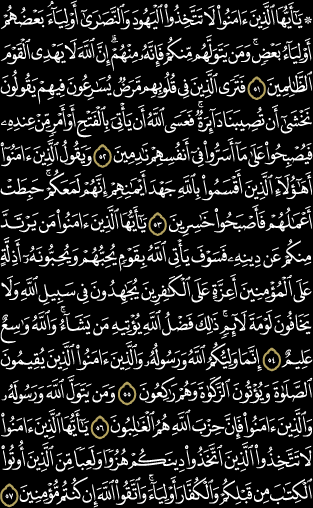 ۞ يَٰٓأَيُّهَا ٱلَّذِينَ ءَامَنُوا۟ لَا تَتَّخِذُوا۟ ٱلْيَهُودَ وَٱلنَّصَٰرَىٰٓ أَوْلِيَآءَ ۘ بَعْضُهُمْ
أَوْلِيَآءُ بَعْضٍ ۚ وَمَن يَتَوَلَّهُم مِّنكُمْ فَإِنَّهُۥ مِنْهُمْ ۗ إِنَّ ٱللَّهَ لَا يَهْدِى ٱلْقَوْمَ
ٱلظَّٰلِمِينَ ٥١ فَتَرَى ٱلَّذِينَ فِى قُلُوبِهِم مَّرَضٌ يُسَٰرِعُونَ فِيهِمْ يَقُولُونَ
نَخْشَىٰٓ أَن تُصِيبَنَا دَآئِرَةٌ ۚ فَعَسَى ٱللَّهُ أَن يَأْتِىَ بِٱلْفَتْحِ أَوْ أَمْرٍ مِّنْ عِندِهِۦ
فَيُصْبِحُوا۟ عَلَىٰ مَآ أَسَرُّوا۟ فِىٓ أَنفُسِهِمْ نَٰدِمِينَ ٥٢ وَيَقُولُ ٱلَّذِينَ ءَامَنُوٓا۟
أَهَٰٓؤُلَآءِ ٱلَّذِينَ أَقْسَمُوا۟ بِٱللَّهِ جَهْدَ أَيْمَٰنِهِمْ ۙ إِنَّهُمْ لَمَعَكُمْ ۚ حَبِطَتْ
أَعْمَٰلُهُمْ فَأَصْبَحُوا۟ خَٰسِرِينَ ٥٣ يَٰٓأَيُّهَا ٱلَّذِينَ ءَامَنُوا۟ مَن يَرْتَدَّ
مِنكُمْ عَن دِينِهِۦ فَسَوْفَ يَأْتِى ٱللَّهُ بِقَوْمٍ يُحِبُّهُمْ وَيُحِبُّونَهُۥٓ أَذِلَّةٍ
عَلَى ٱلْمُؤْمِنِينَ أَعِزَّةٍ عَلَى ٱلْكَٰفِرِينَ يُجَٰهِدُونَ فِى سَبِيلِ ٱللَّهِ وَلَا
يَخَافُونَ لَوْمَةَ لَآئِمٍ ۚ ذَٰلِكَ فَضْلُ ٱللَّهِ يُؤْتِيهِ مَن يَشَآءُ ۚ وَٱللَّهُ وَٰسِعٌ
عَلِيمٌ ٥٤ إِنَّمَا وَلِيُّكُمُ ٱللَّهُ وَرَسُولُهُۥ وَٱلَّذِينَ ءَامَنُوا۟ ٱلَّذِينَ يُقِيمُونَ
ٱلصَّلَوٰةَ وَيُؤْتُونَ ٱلزَّكَوٰةَ وَهُمْ رَٰكِعُونَ ٥٥ وَمَن يَتَوَلَّ ٱللَّهَ وَرَسُولَهُۥ
وَٱلَّذِينَ ءَامَنُوا۟ فَإِنَّ حِزْبَ ٱللَّهِ هُمُ ٱلْغَٰلِبُونَ ٥٦ يَٰٓأَيُّهَا ٱلَّذِينَ ءَامَنُوا۟
لَا تَتَّخِذُوا۟ ٱلَّذِينَ ٱتَّخَذُوا۟ دِينَكُمْ هُزُوًا وَلَعِبًا مِّنَ ٱلَّذِينَ أُوتُوا۟
ٱلْكِتَٰبَ مِن قَبْلِكُمْ وَٱلْكُفَّارَ أَوْلِيَآءَ ۚ وَٱتَّقُوا۟ ٱللَّهَ إِن كُنتُم مُّؤْمِنِينَ ٥٧